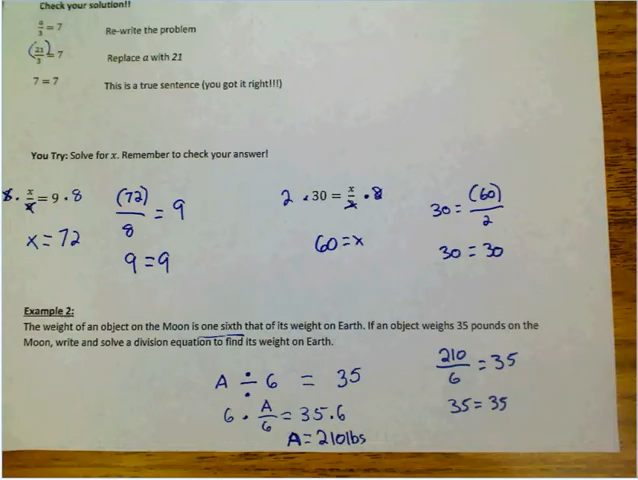 Check your solution!!
a/3 = 7 Re-write the problem
(21)/3 = 7 Replace a with 21
7 = 7 This is a true sentence (you got it right!!!)
You Try: Solve for x. Remember to check your answer!
8 · x/8 = 9 · 8 (72)/8 = 9 2 · 30 = x/2 · 2 30 = (60)/2
x = 72 9 = 9 60 = x 30 = 30
Example 2:
The weight of an object on the Moon is one sixth that of its weight on Earth. If an object weighs 35 pounds on the
Moon, write and solve a division equation to find its weight on Earth.
A ÷ 6 = 35 210/6 = 35
6 · A/6 = 35 . 6 35 = 35
A = 210lbs